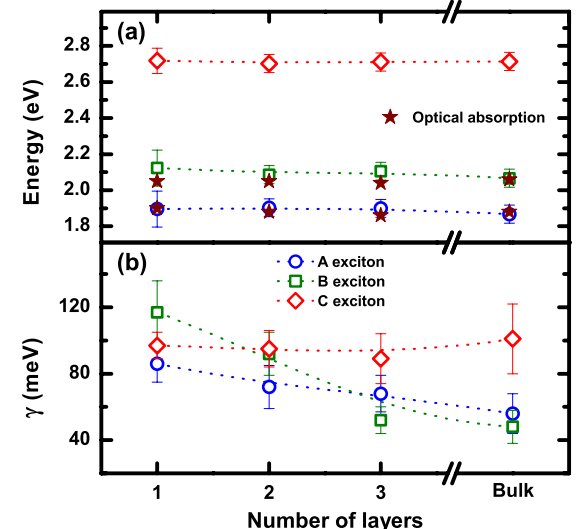 (a)
Energy (eV)
2.8
2.6
2.4
2.2
2.0
1.8
Optical absorption
(b)
γ (meV)
120
80
40
A exciton
B exciton
C exciton
1 2 3 Bulk
Number of layers